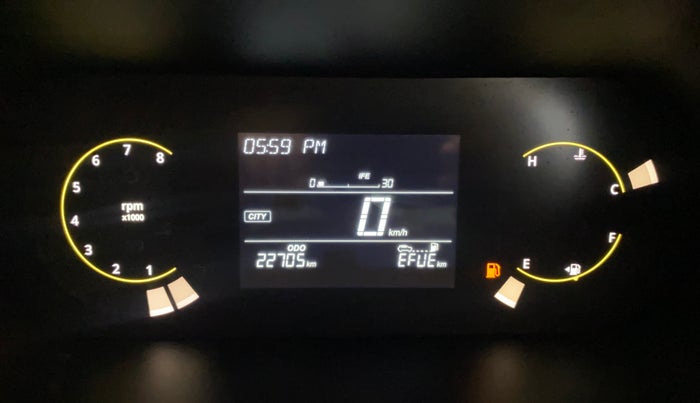 05:59 PM
IFE
0 30
CITY
0 km/h
ODO
22705 km
EFUE km
8
7
6
5
4
3
2
1
rpm
x1000
H
C
F
E